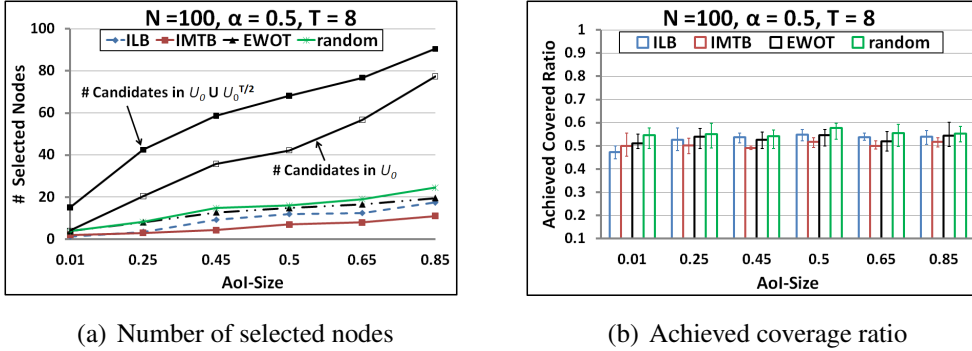 N =100, α = 0.5, T = 8
ILB IMTB EWOT random
# Selected Nodes
100
80
60
40
20
0
# Candidates in U₀ U U₀ᵀ/²
# Candidates in U₀
0.01 0.25 0.45 0.5 0.65 0.85
AoI-Size
(a) Number of selected nodes
N =100, α = 0.5, T = 8
ILB IMTB EWOT random
Achieved Covered Ratio
1
0.9
0.8
0.7
0.6
0.5
0.4
0.3
0.2
0.1
0.01 0.25 0.45 0.5 0.65 0.85
AoI-Size
(b) Achieved coverage ratio